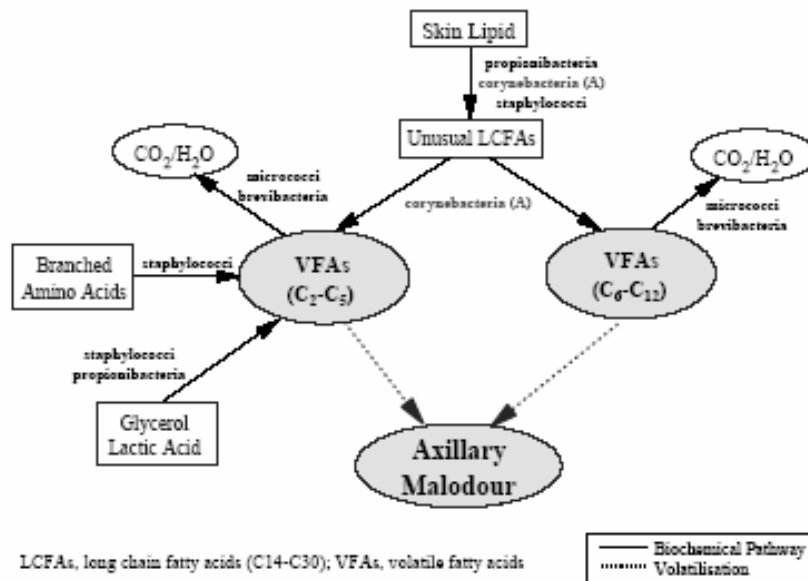 Skin Lipid
propionibacteria
corynebacteria (A)
staphylococci
Unusual LCFAs
CO2/H2O
CO2/H2O
micrococci
brevibacteria
corynebacteria (A)
micrococci
brevibacteria
Branched
Amino Acids
staphylococci
VFAs
(C2-C5)
VFAs
(C6-C12)
staphylococci
propionibacteria
Glycerol
Lactic Acid
Axillary
Malodour
LCFAs, long chain fatty acids (C14-C30); VFAs, volatile fatty acids
Biochemical Pathway
Volatilisation